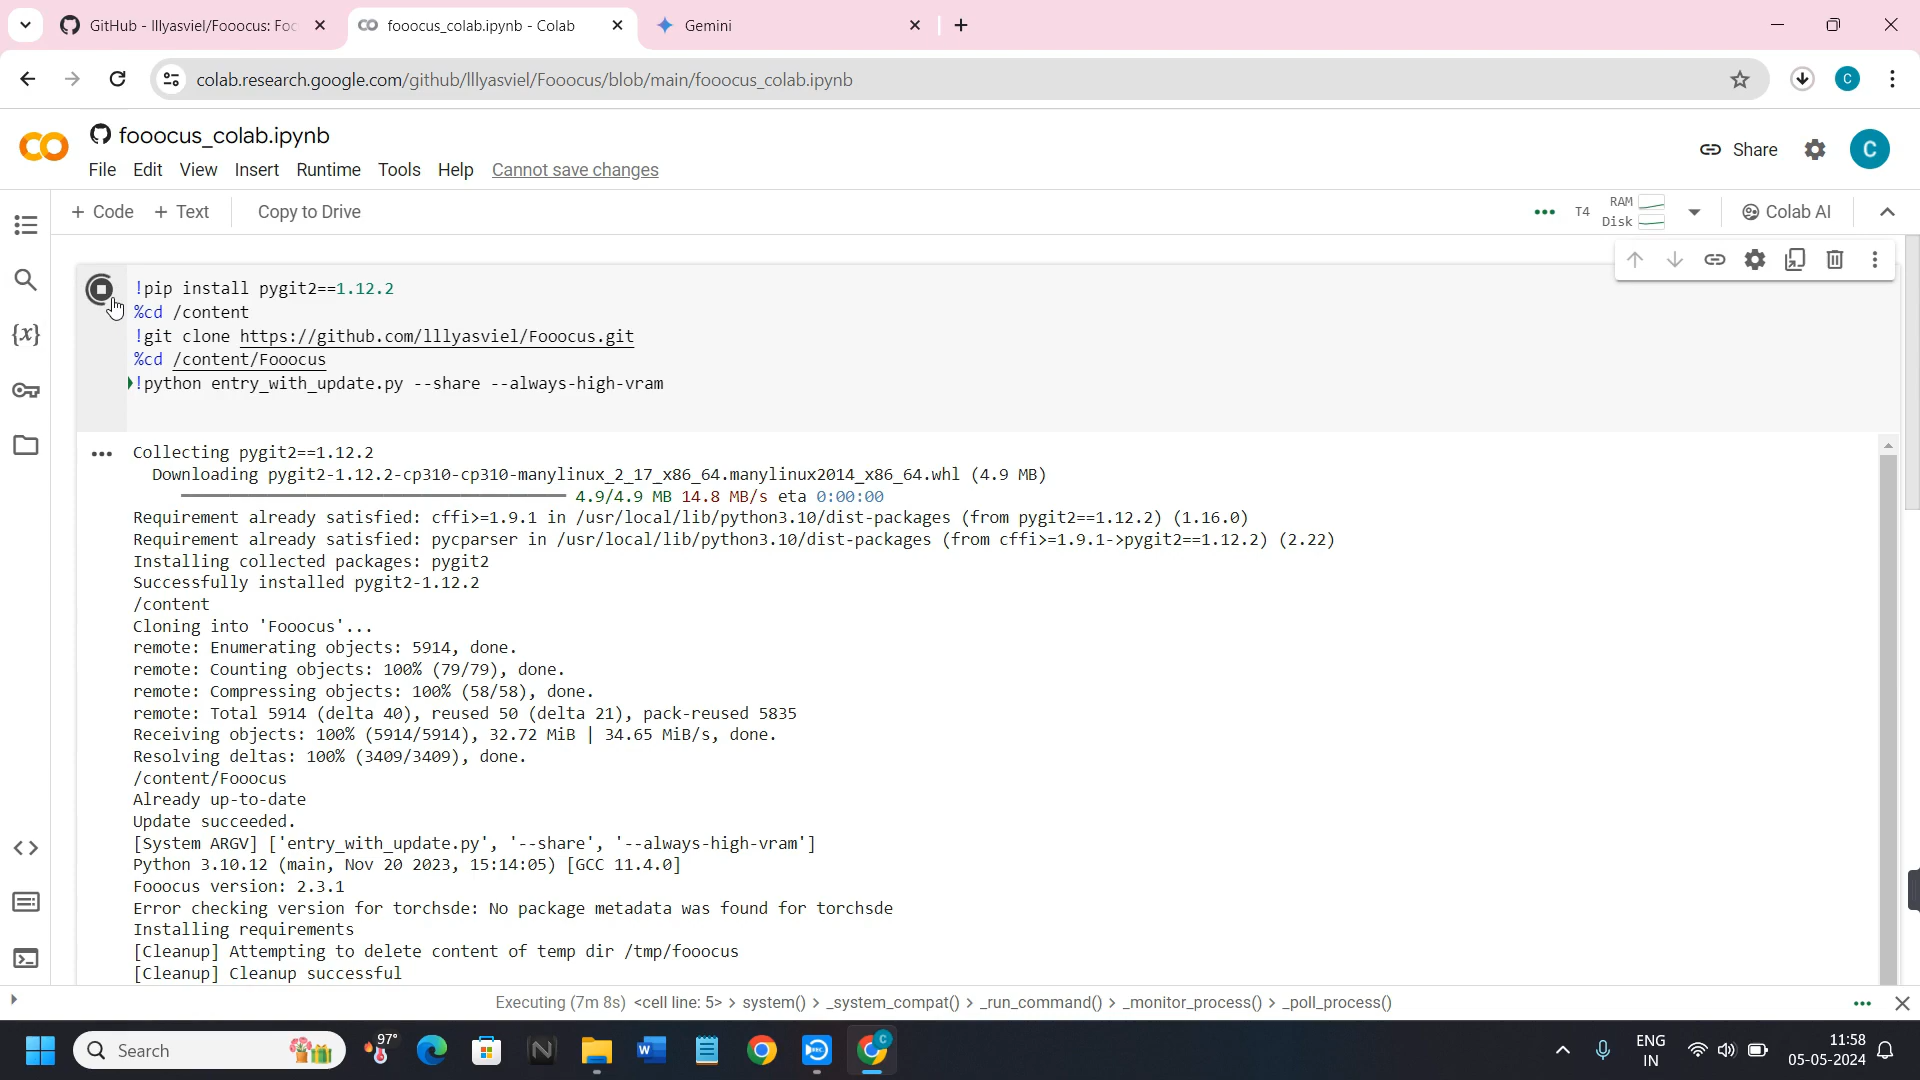 GitHub - lllyasviel/Fooocus: Foc
fooocus_colab.ipynb - Colab
Gemini
colab.research.google.com/github/lllyasviel/Fooocus/blob/main/fooocus_colab.ipynb
C
fooocus_colab.ipynb
Share
C
File Edit View Insert Runtime Tools Help Cannot save changes
+ Code + Text Copy to Drive
T4
RAM
Disk
Colab AI
!pip install pygit2==1.12.2
%cd /content
!git clone https://github.com/lllyasviel/Fooocus.git
%cd /content/Fooocus
!python entry_with_update.py --share --always-high-vram
Collecting pygit2==1.12.2
Downloading pygit2-1.12.2-cp310-cp310-manylinux_2_17_x86_64.manylinux2014_x86_64.whl (4.9 MB)
4.9/4.9 MB 14.8 MB/s eta 0:00:00
Requirement already satisfied: cffi>=1.9.1 in /usr/local/lib/python3.10/dist-packages (from pygit2==1.12.2) (1.16.0)
Requirement already satisfied: pycparser in /usr/local/lib/python3.10/dist-packages (from cffi>=1.9.1->pygit2==1.12.2) (2.22)
Installing collected packages: pygit2
Successfully installed pygit2-1.12.2
/content
Cloning into 'Fooocus'...
remote: Enumerating objects: 5914, done.
remote: Counting objects: 100% (79/79), done.
remote: Compressing objects: 100% (58/58), done.
remote: Total 5914 (delta 40), reused 50 (delta 21), pack-reused 5835
Receiving objects: 100% (5914/5914), 32.72 MiB | 34.65 MiB/s, done.
Resolving deltas: 100% (3409/3409), done.
/content/Fooocus
Already up-to-date
Update succeeded.
[System ARGV] ['entry_with_update.py', '--share', '--always-high-vram']
Python 3.10.12 (main, Nov 20 2023, 15:14:05) [GCC 11.4.0]
Fooocus version: 2.3.1
Error checking version for torchsde: No package metadata was found for torchsde
Installing requirements
[Cleanup] Attempting to delete content of temp dir /tmp/fooocus
[Cleanup] Cleanup successful
Executing (7m 8s) <cell line: 5> > system() > _system_compat() > _run_command() > _monitor_process() > _poll_process()
Search
97°
ENG
IN
11:58
05-05-2024